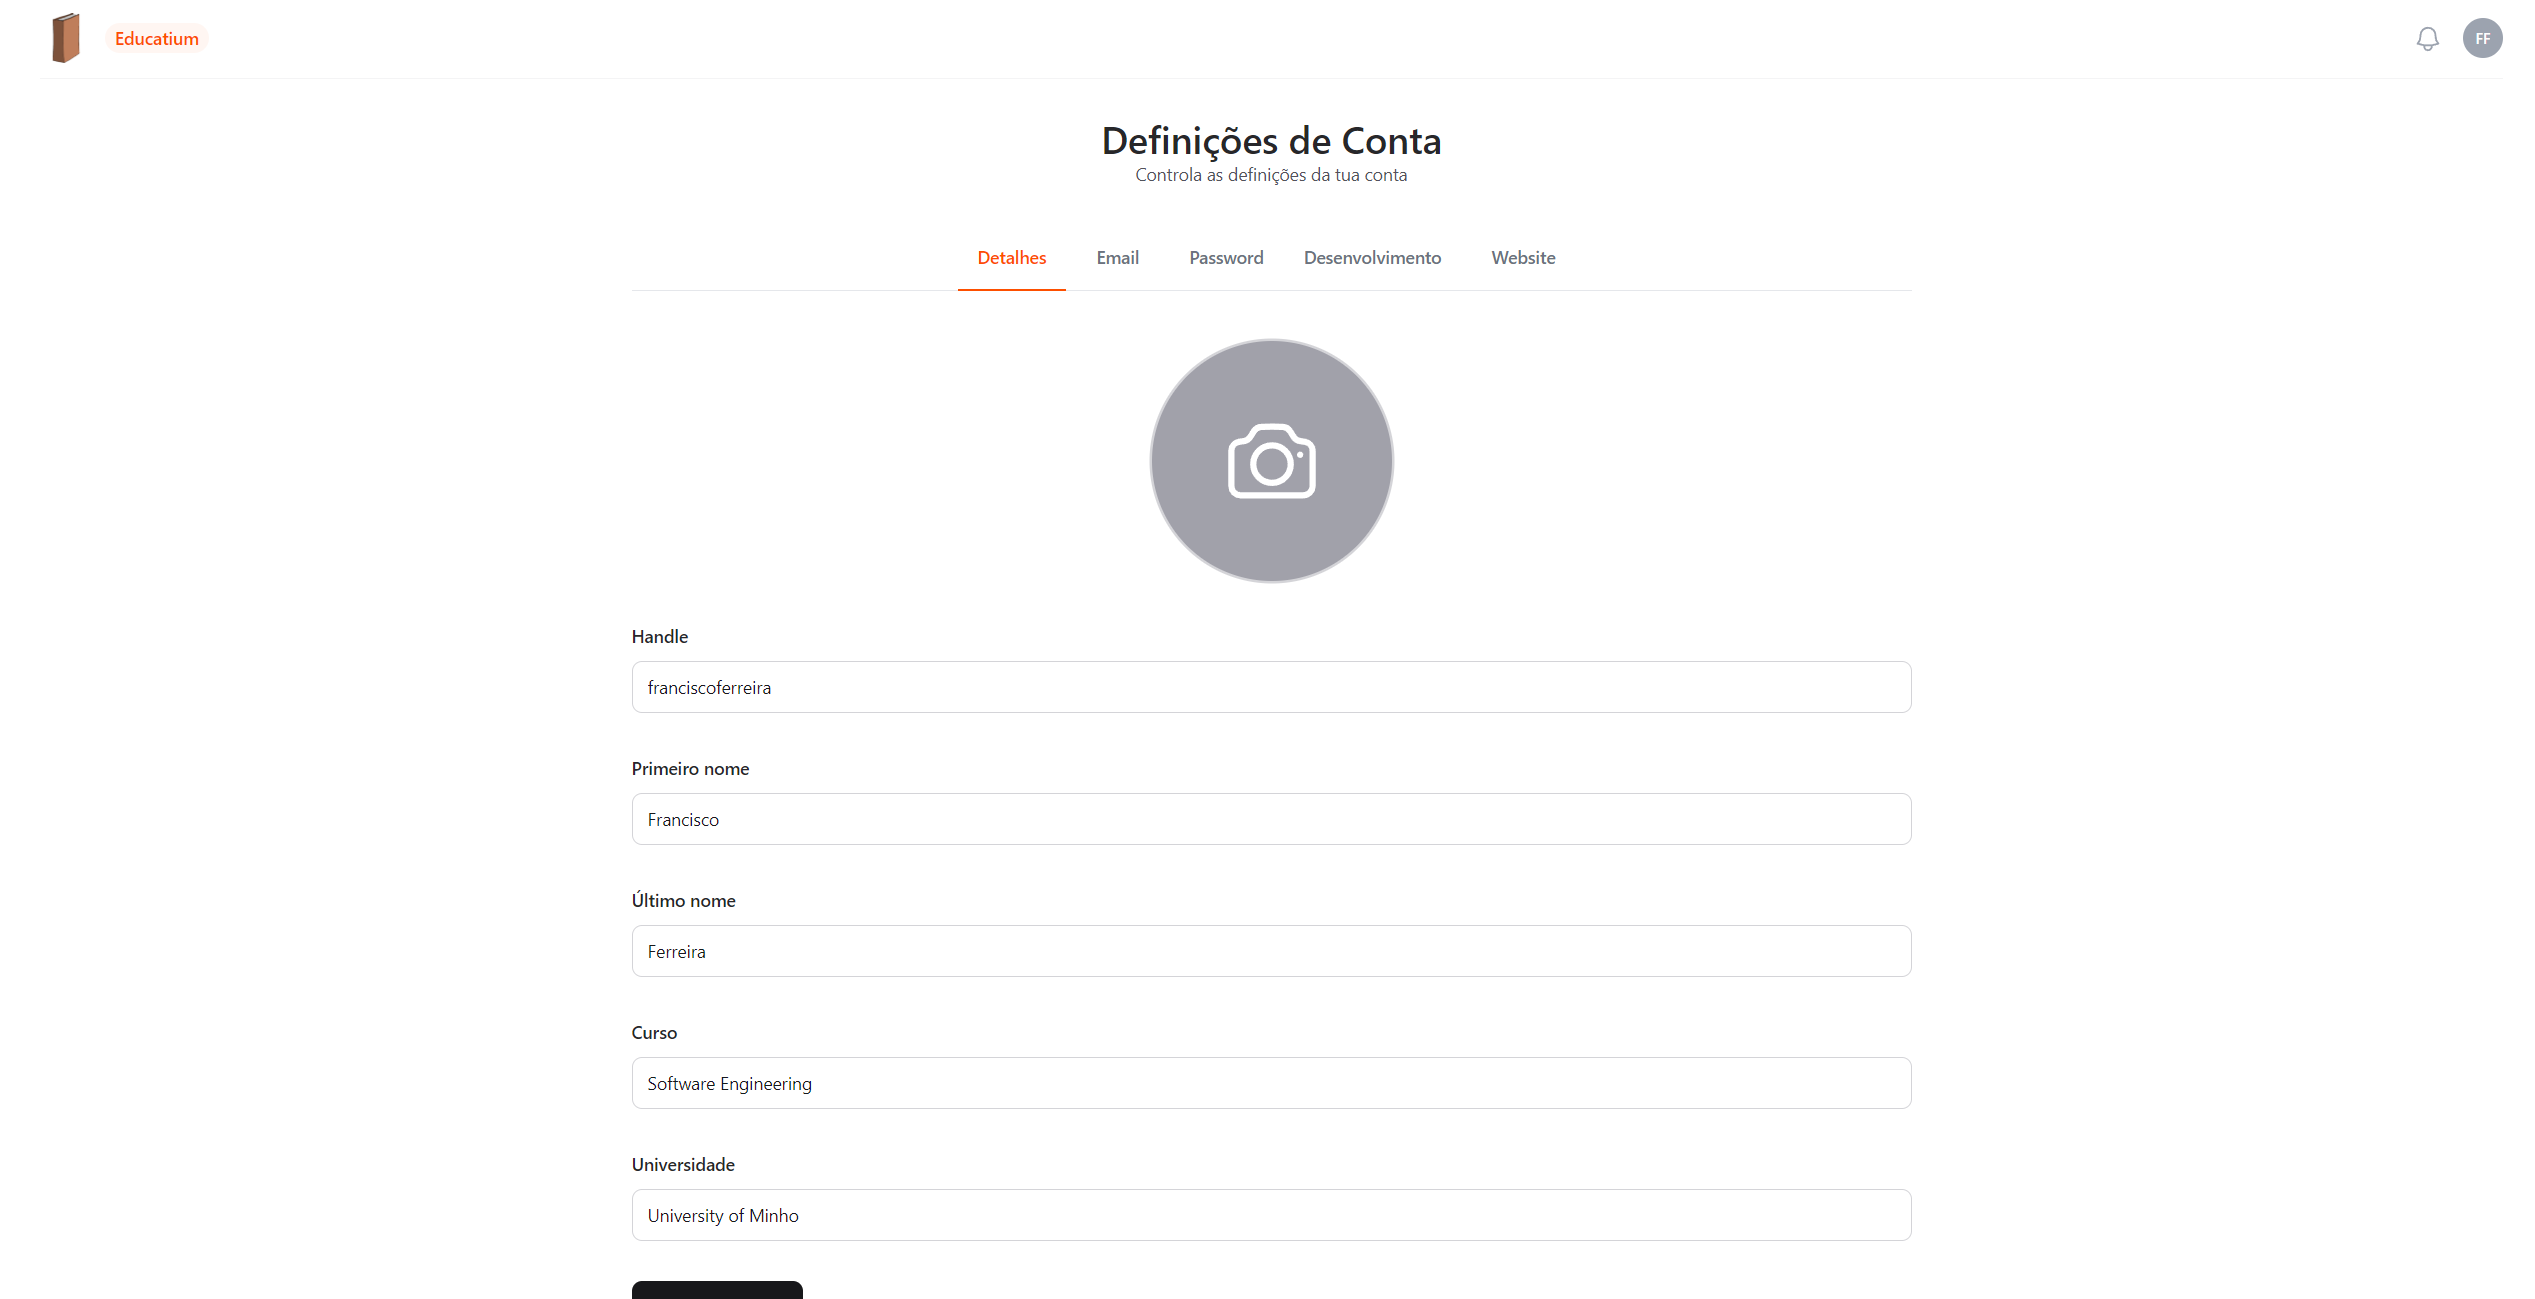 Educatium
FF
Definições de Conta
Controla as definições da tua conta
Detalhes Email Password Desenvolvimento Website
Handle
franciscoferreira
Primeiro nome
Francisco
Último nome
Ferreira
Curso
Software Engineering
Universidade
University of Minho